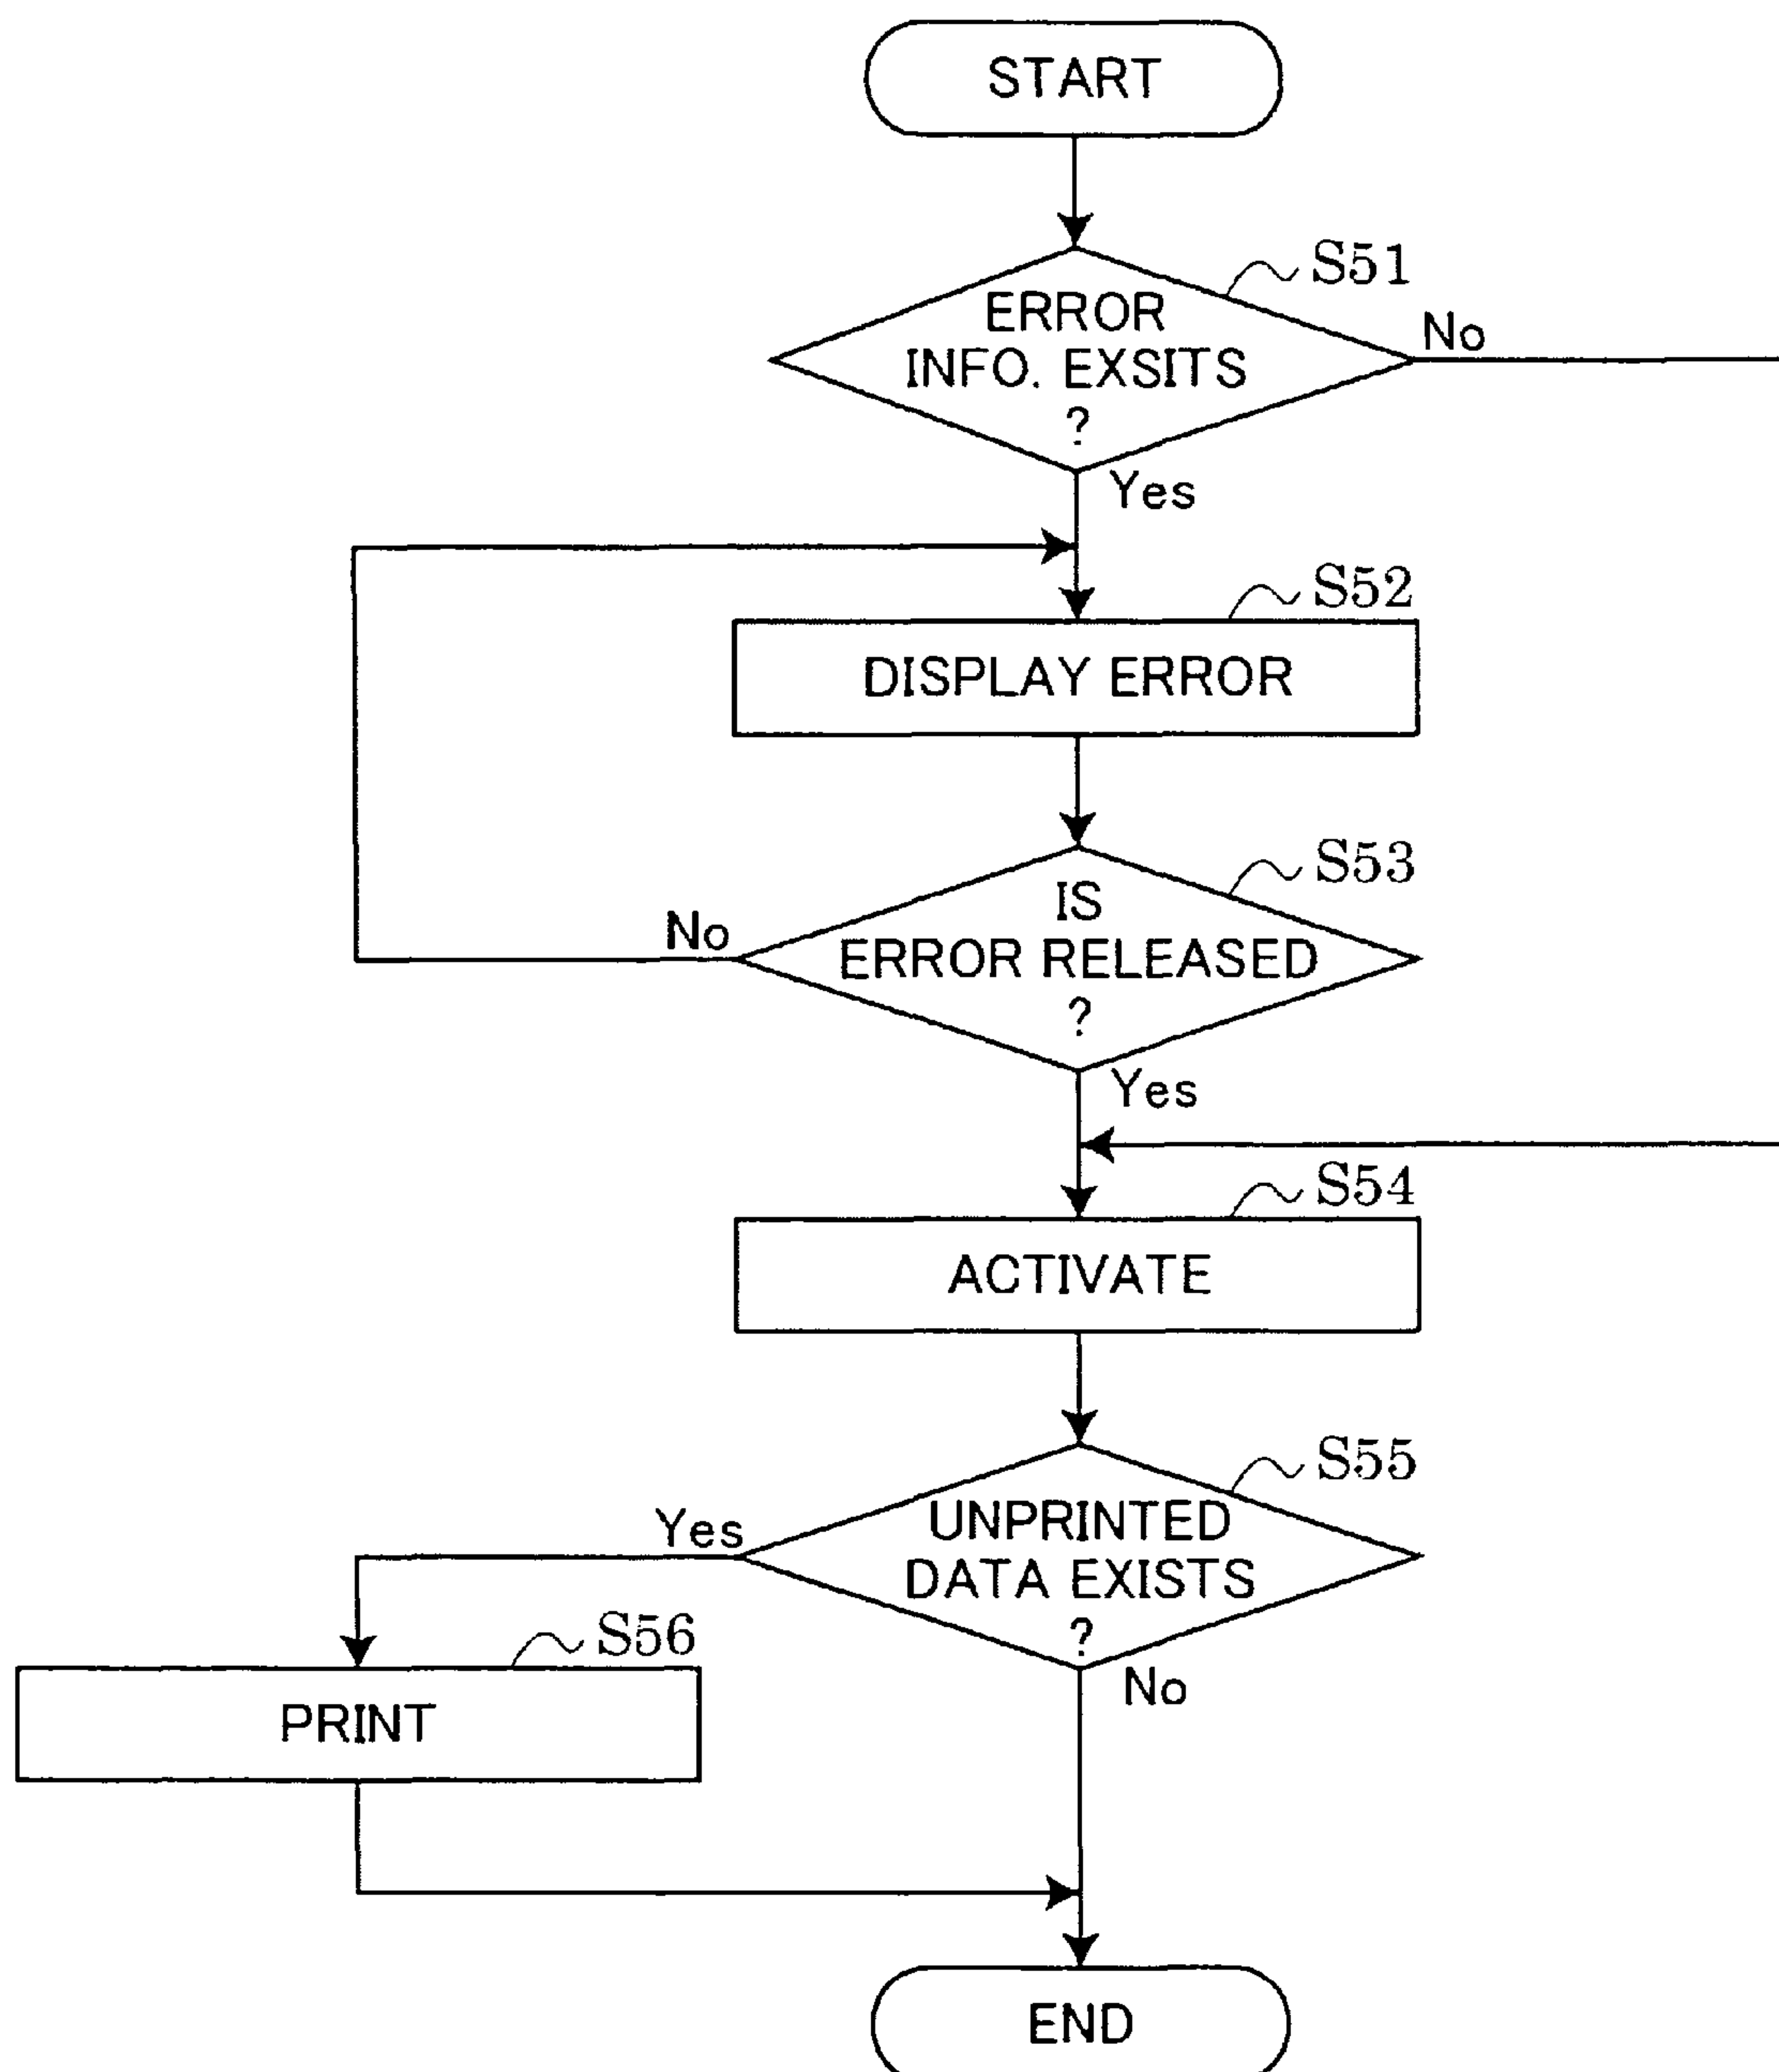 START
S51
ERROR
INFO. EXSITS
?
No
Yes
S52
DISPLAY ERROR
S53
IS
ERROR RELEASED
?
No
Yes
S54
ACTIVATE
S55
UNPRINTED
DATA EXISTS
?
Yes
No
S56
PRINT
END